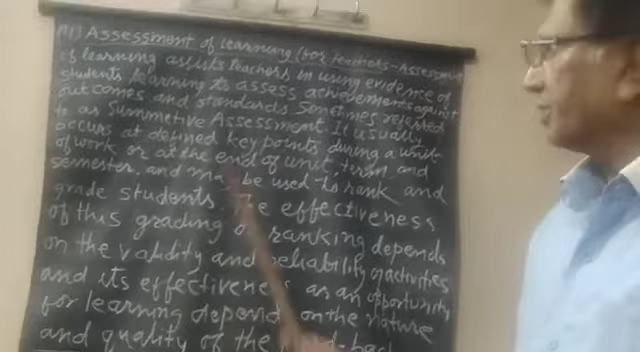 (11) Assessment of learning (for teachers - Assessment
of learning assists teachers in using evidence of
students learning to assess achievements against
outcomes and standards Sometimes referred
to as Summetive Assessment It usually
occurs at defined key points during a unit
of work or at the end of unit, term and
semester, and may be used to rank and
grade students. The effectiveness
of this grading or ranking depends
on the validity and reliability of activities
and its effectiveness as an opportunity
for learning depend on the nature
and quality of the